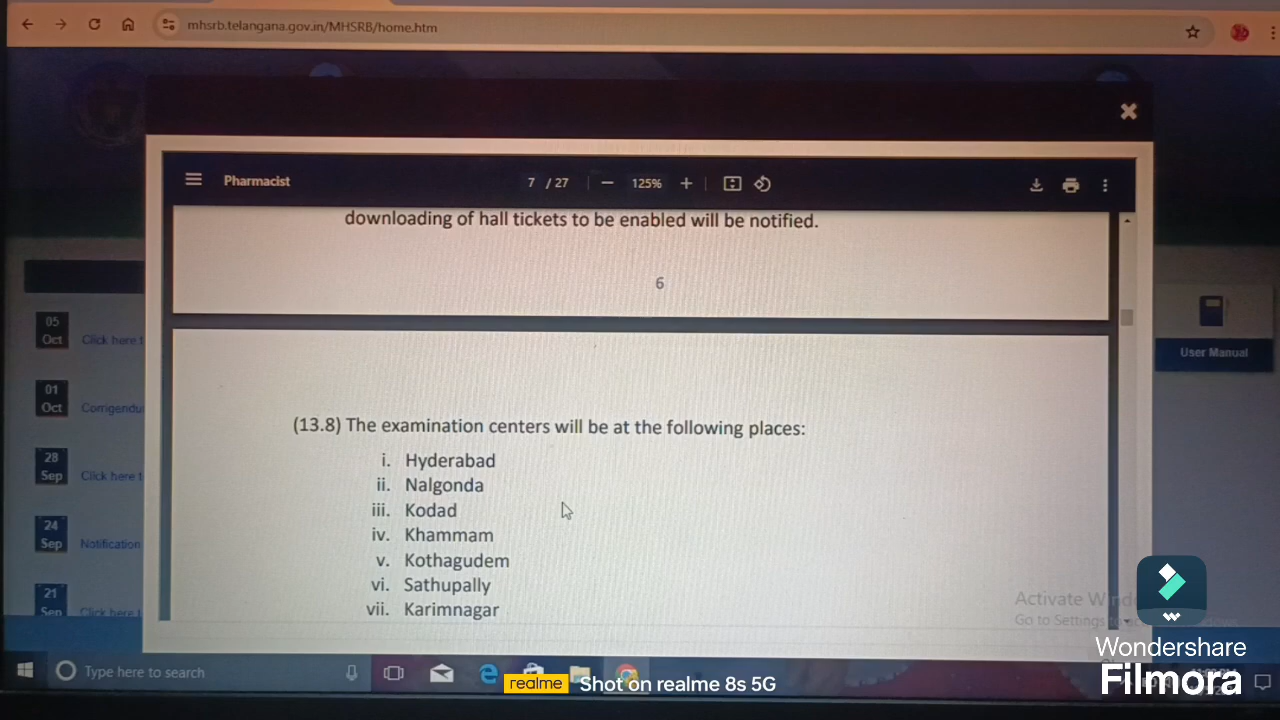 mhsrb.telangana.gov.in/MHSRB/home.htm
Pharmacist
7 / 27
125%
downloading of hall tickets to be enabled will be notified.
6
05
Oct
Click here t
01
Oct
Corrigendu
28
Sep
Click here t
24
Sep
Notification
21
Sep
Click here t
User Manual
(13.8) The examination centers will be at the following places:
i. Hyderabad
ii. Nalgonda
iii. Kodad
iv. Khammam
v. Kothagudem
vi. Sathupally
vii. Karimnagar
Activate Wind
Go to Settings
Type here to search
realme Shot on realme 8s 5G
Wondershare
Filmora